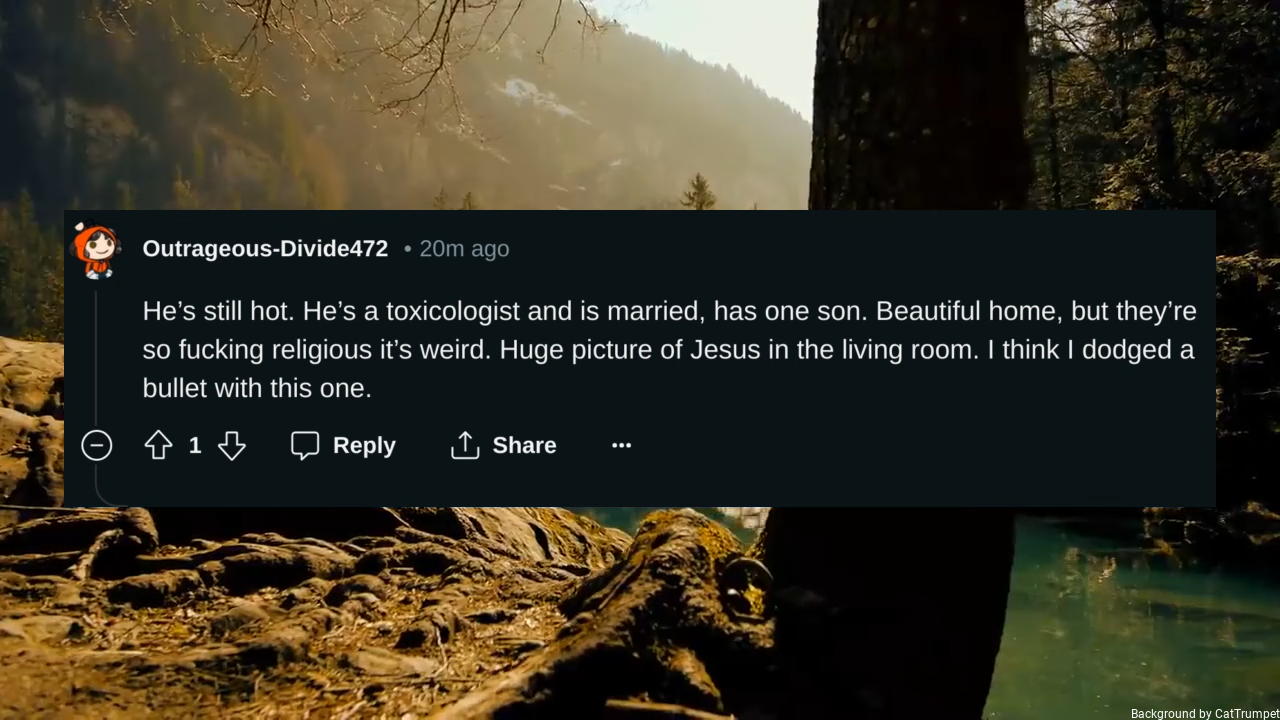 Outrageous-Divide472 • 20m ago
He’s still hot. He’s a toxicologist and is married, has one son. Beautiful home, but they’re
so fucking religious it’s weird. Huge picture of Jesus in the living room. I think I dodged a
bullet with this one.
1 Reply Share ···
Background by CatTrumpet